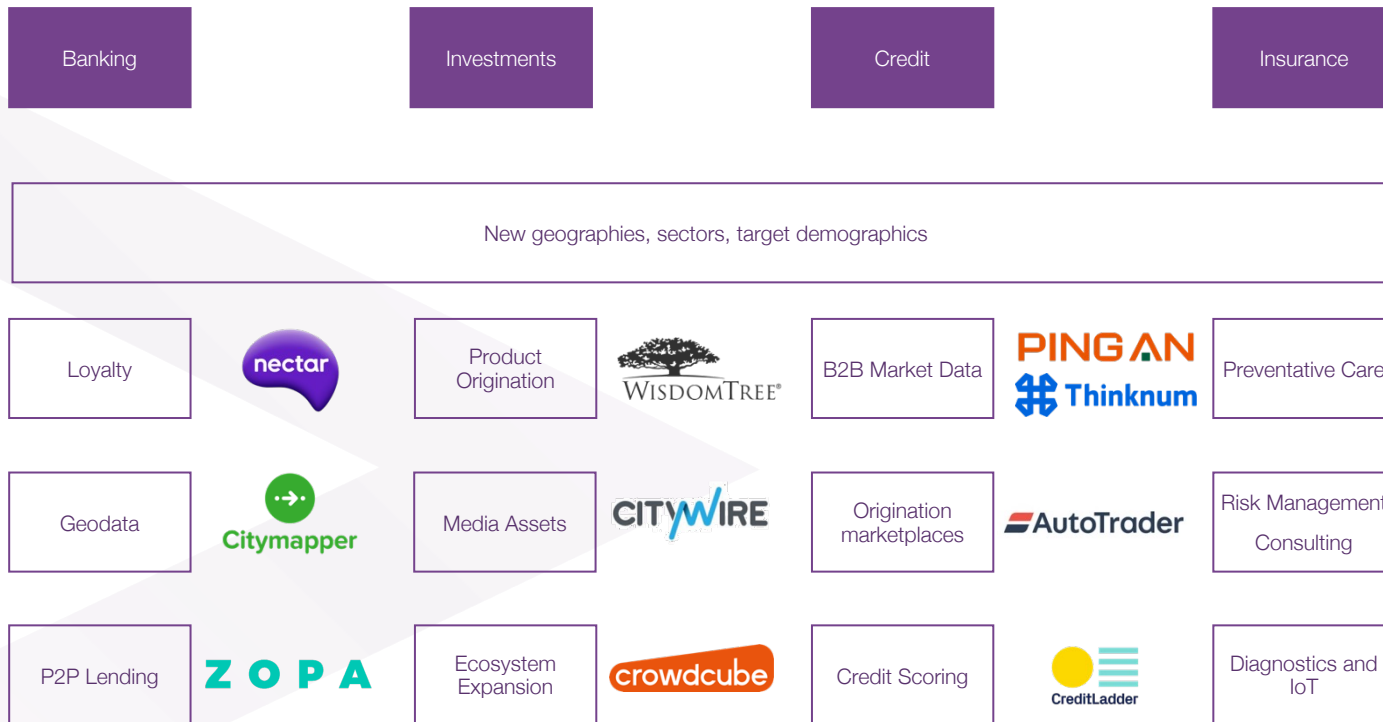 Banking
Investments
Credit
Insurance
New geographies, sectors, target demographics
Loyalty
nectar
Product
Origination
WISDOMTREE®
B2B Market Data
PING AN
Thinknum
Preventative Care
Geodata
Citymapper
Media Assets
CITYWIRE
Origination
marketplaces
AutoTrader
Risk Management
Consulting
P2P Lending
ZOPA
Ecosystem
Expansion
crowdcube
Credit Scoring
CreditLadder
Diagnostics and
IoT